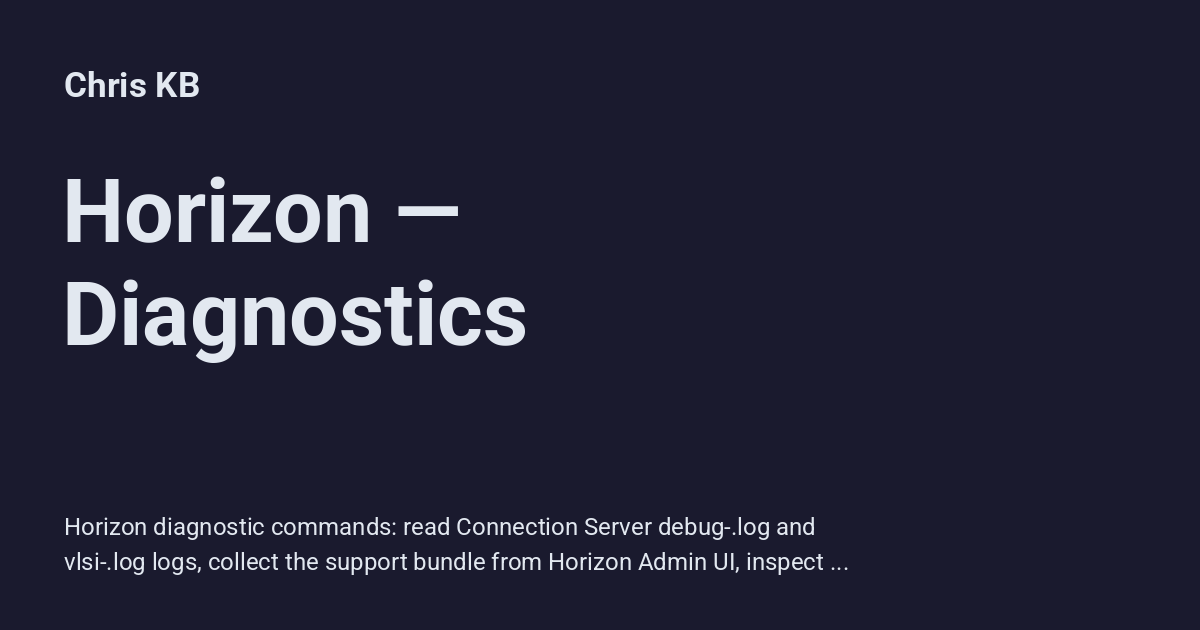 Chris KB
Horizon —
Diagnostics
Horizon diagnostic commands: read Connection Server debug-.log and
vlsi-.log logs, collect the support bundle from Horizon Admin UI, inspect ...